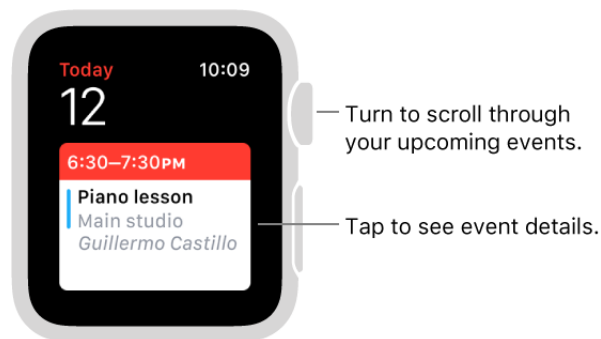 Today 10:09
12
6:30–7:30PM
Piano lesson
Main studio
Guillermo Castillo
Turn to scroll through
your upcoming events.
Tap to see event details.